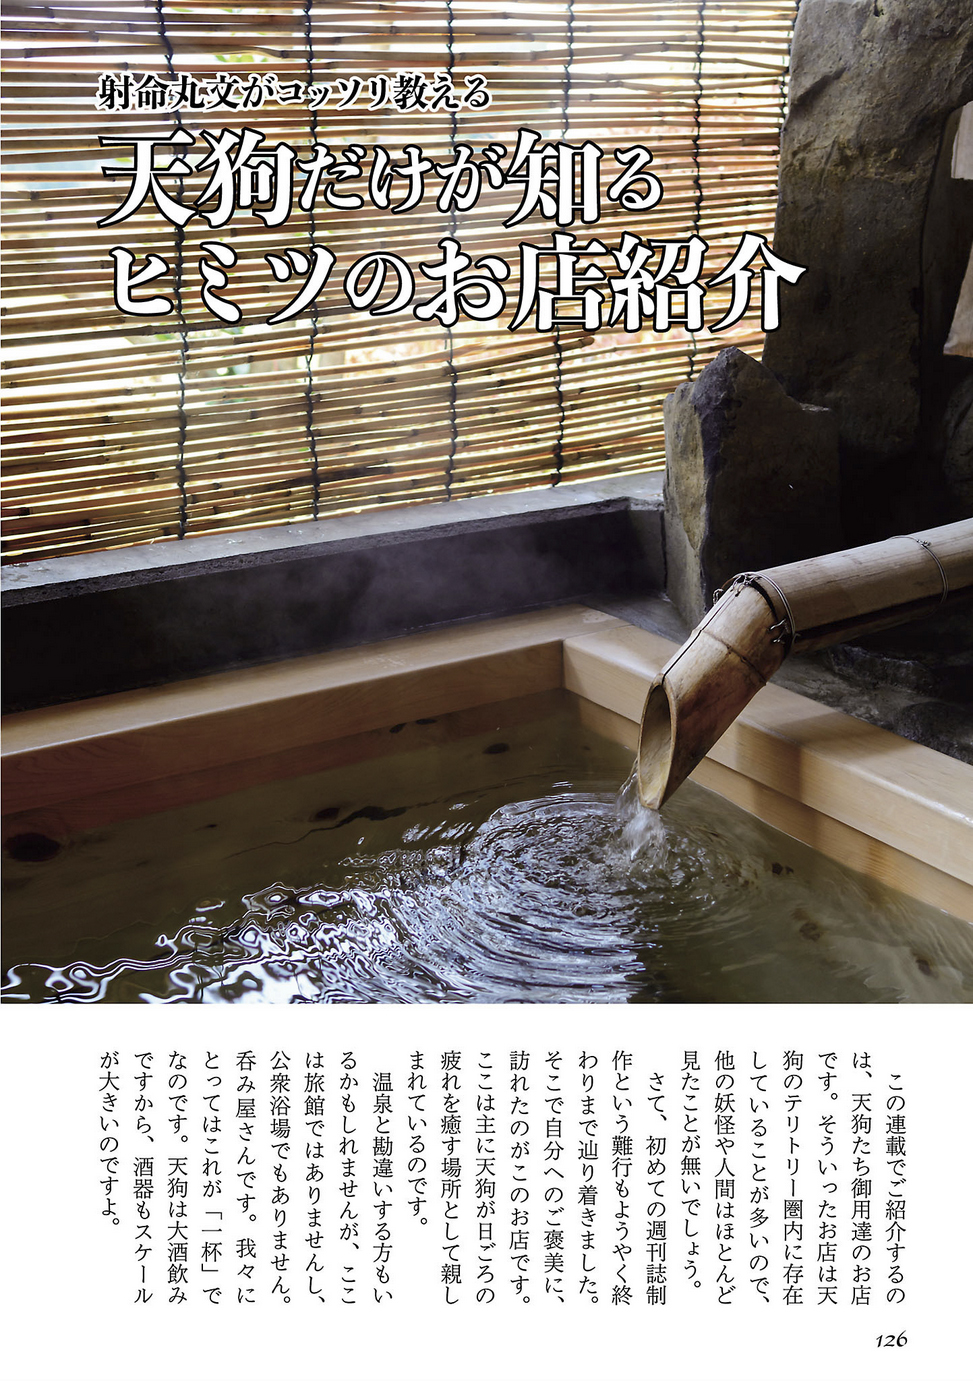 射命丸文がコッソリ教える
天狗だけが知る
ヒミツのお店紹介
この連載でご紹介するの
は、天狗たち御用達のお店
です。そういったお店は天
狗のテリトリー圏内に存在
していることが多いので、
他の妖怪や人間はほとんど
見たことが無いでしょう。
さて、初めての週刊誌制
作という難行もようやく終
わりまで辿り着きました。
そこで自分へのご褒美に、
訪れたのがこのお店です。
ここは主に天狗が日ごろの
疲れを癒す場所として親し
まれているのです。
温泉と勘違いする方もい
るかもしれませんが、ここ
は旅館ではありませんし、
公衆浴場でもありません。
呑み屋さんです。我々に
とってはこれが「一杯」で
なのです。天狗は大酒飲み
ですから、酒器もスケール
が大きいのですよ。
126